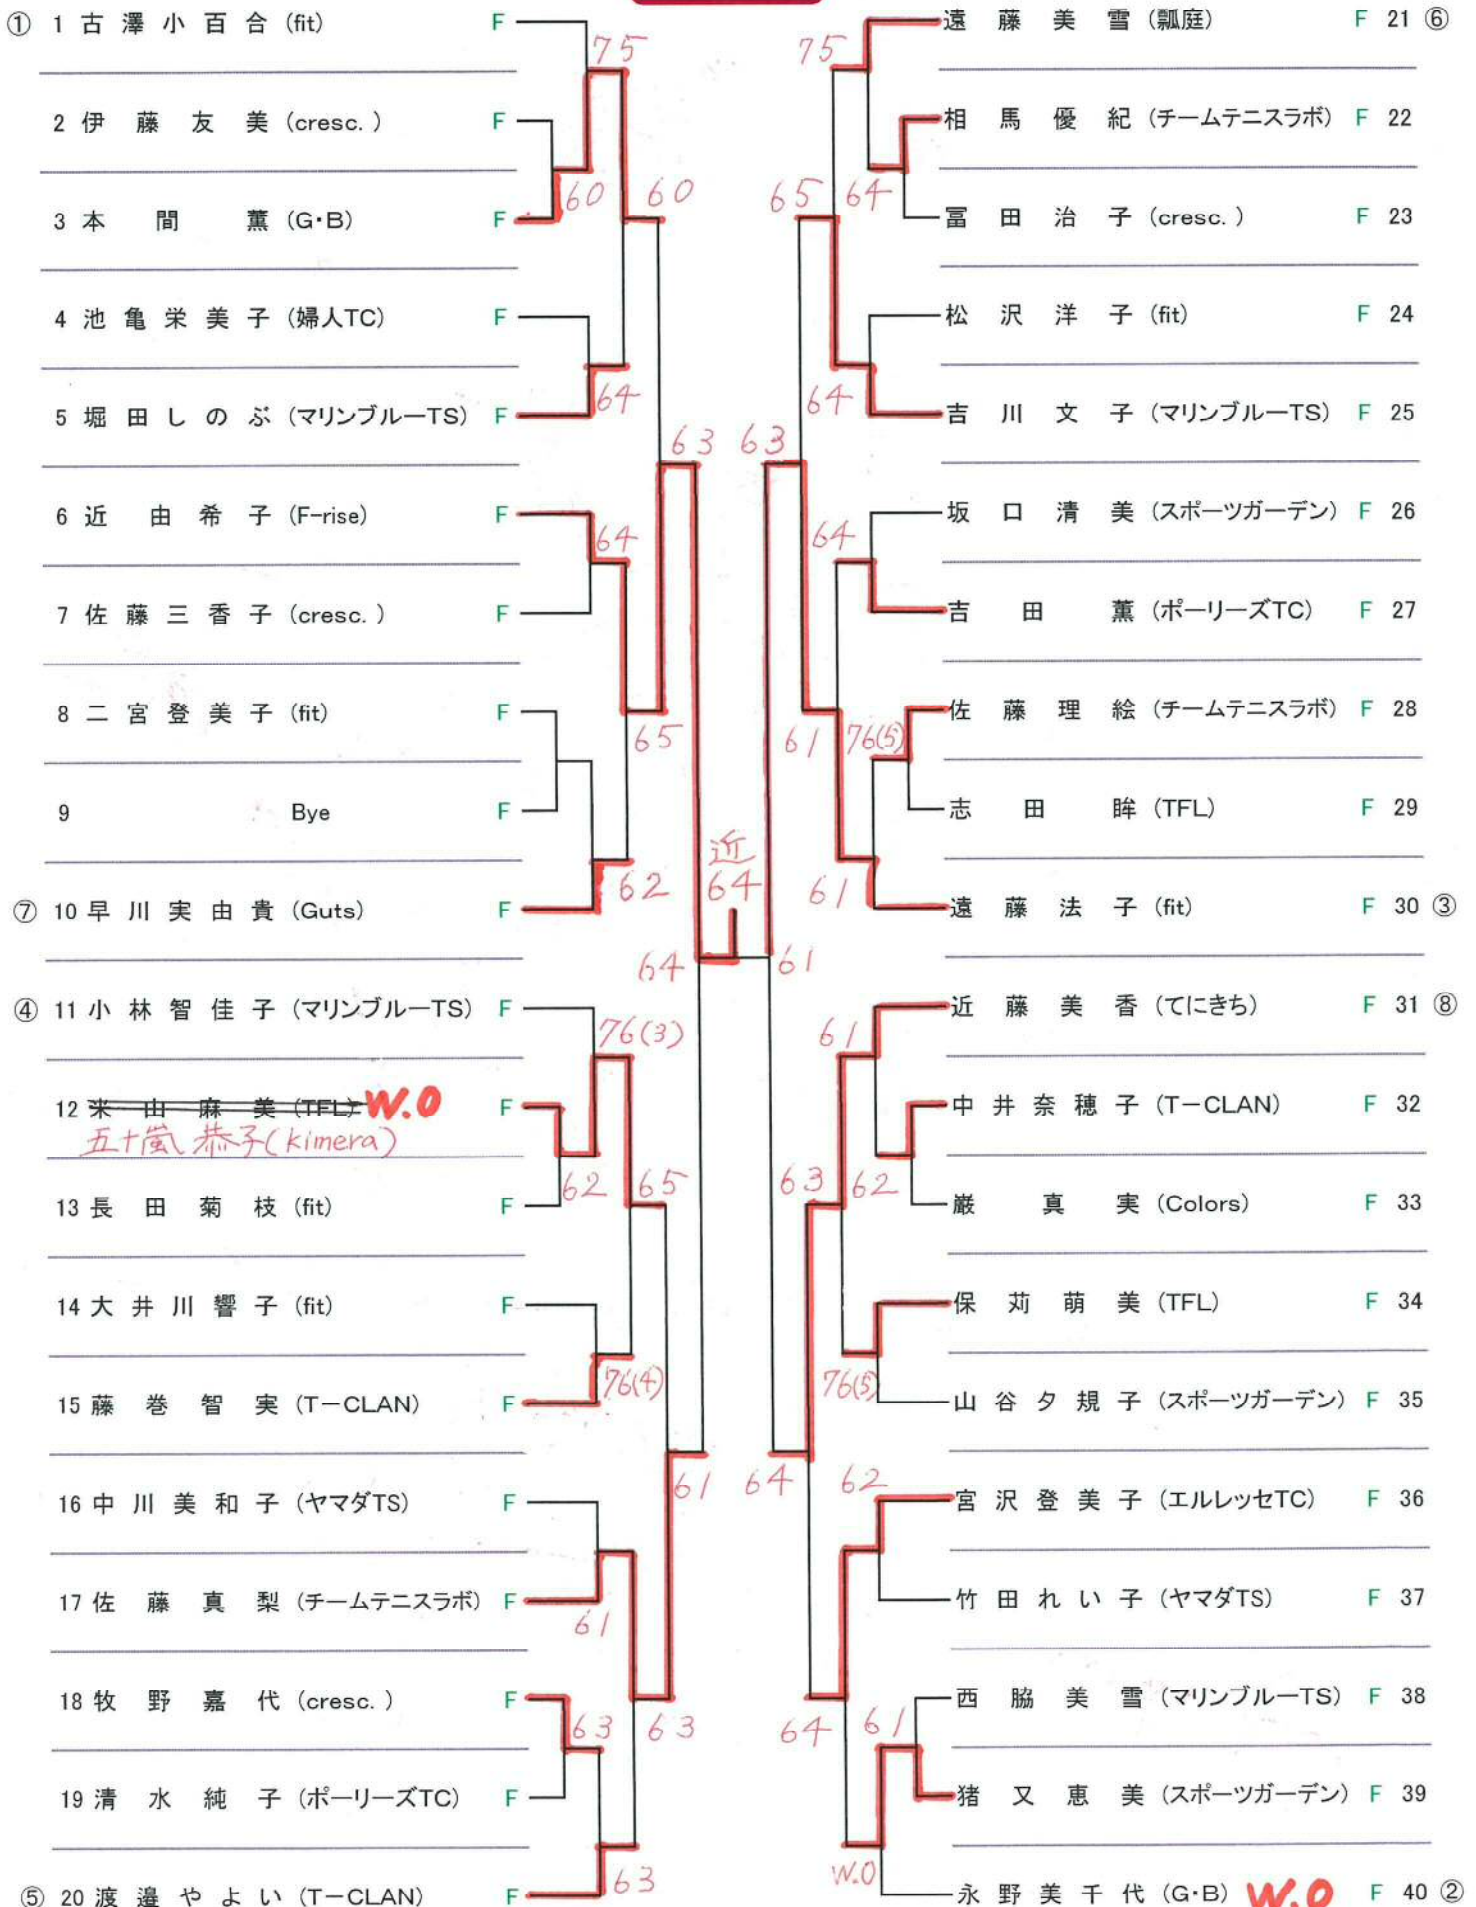 ① 1 古澤小百合 (fit) F
2 伊藤友美 (cresc.) F
60
3 本間薫 (G・B) F
75
4 池亀栄美子 (婦人TC) F
64
5 堀田しのぶ (マリンブルーTS) F
60
6 近由希子 (F-rise) F
64
7 佐藤三香子 (cresc.) F
8 二宮登美子 (fit) F
65
9 Bye F
62
⑦ 10 早川実由貴 (Guts) F
63
④ 11 小林智佳子 (マリンブルーTS) F
76(3)
12 米山麻美 (TFL) W.O F
五十嵐恭子(kimera)
62
13 長田菊枝 (fit) F
65
14 大井川響子 (fit) F
76(4)
15 藤巻智実 (T-CLAN) F
61
16 中川美和子 (ヤマダTS) F
17 佐藤真梨 (チームテニスラボ) F
61
18 牧野嘉代 (cresc.) F
63
63
19 清水純子 (ポーリーズTC) F
⑤ 20 渡邉やよい (T-CLAN) F
63
64
近
64
61
遠藤美雪 (瓢庭) F 21 ⑥
75
相馬優紀 (チームテニスラボ) F 22
64
冨田治子 (cresc.) F 23
65
松沢洋子 (fit) F 24
64
吉川文子 (マリンブルーTS) F 25
63
坂口清美 (スポーツガーデン) F 26
64
吉田薫 (ポーリーズTC) F 27
佐藤理絵 (チームテニスラボ) F 28
61
76(5)
志田眸 (TFL) F 29
61
遠藤法子 (fit) F 30 ③
近藤美香 (てにきち) F 31 ⑧
61
中井奈穂子 (T-CLAN) F 32
62
巌真実 (Colors) F 33
63
保苅萌美 (TFL) F 34
76(5)
山谷夕規子 (スポーツガーデン) F 35
64
宮沢登美子 (エルレッセTC) F 36
62
竹田れい子 (ヤマダTS) F 37
西脇美雪 (マリンブルーTS) F 38
64
61
猪又恵美 (スポーツガーデン) F 39
W.O
永野美千代 (G・B) W.O F 40 ②